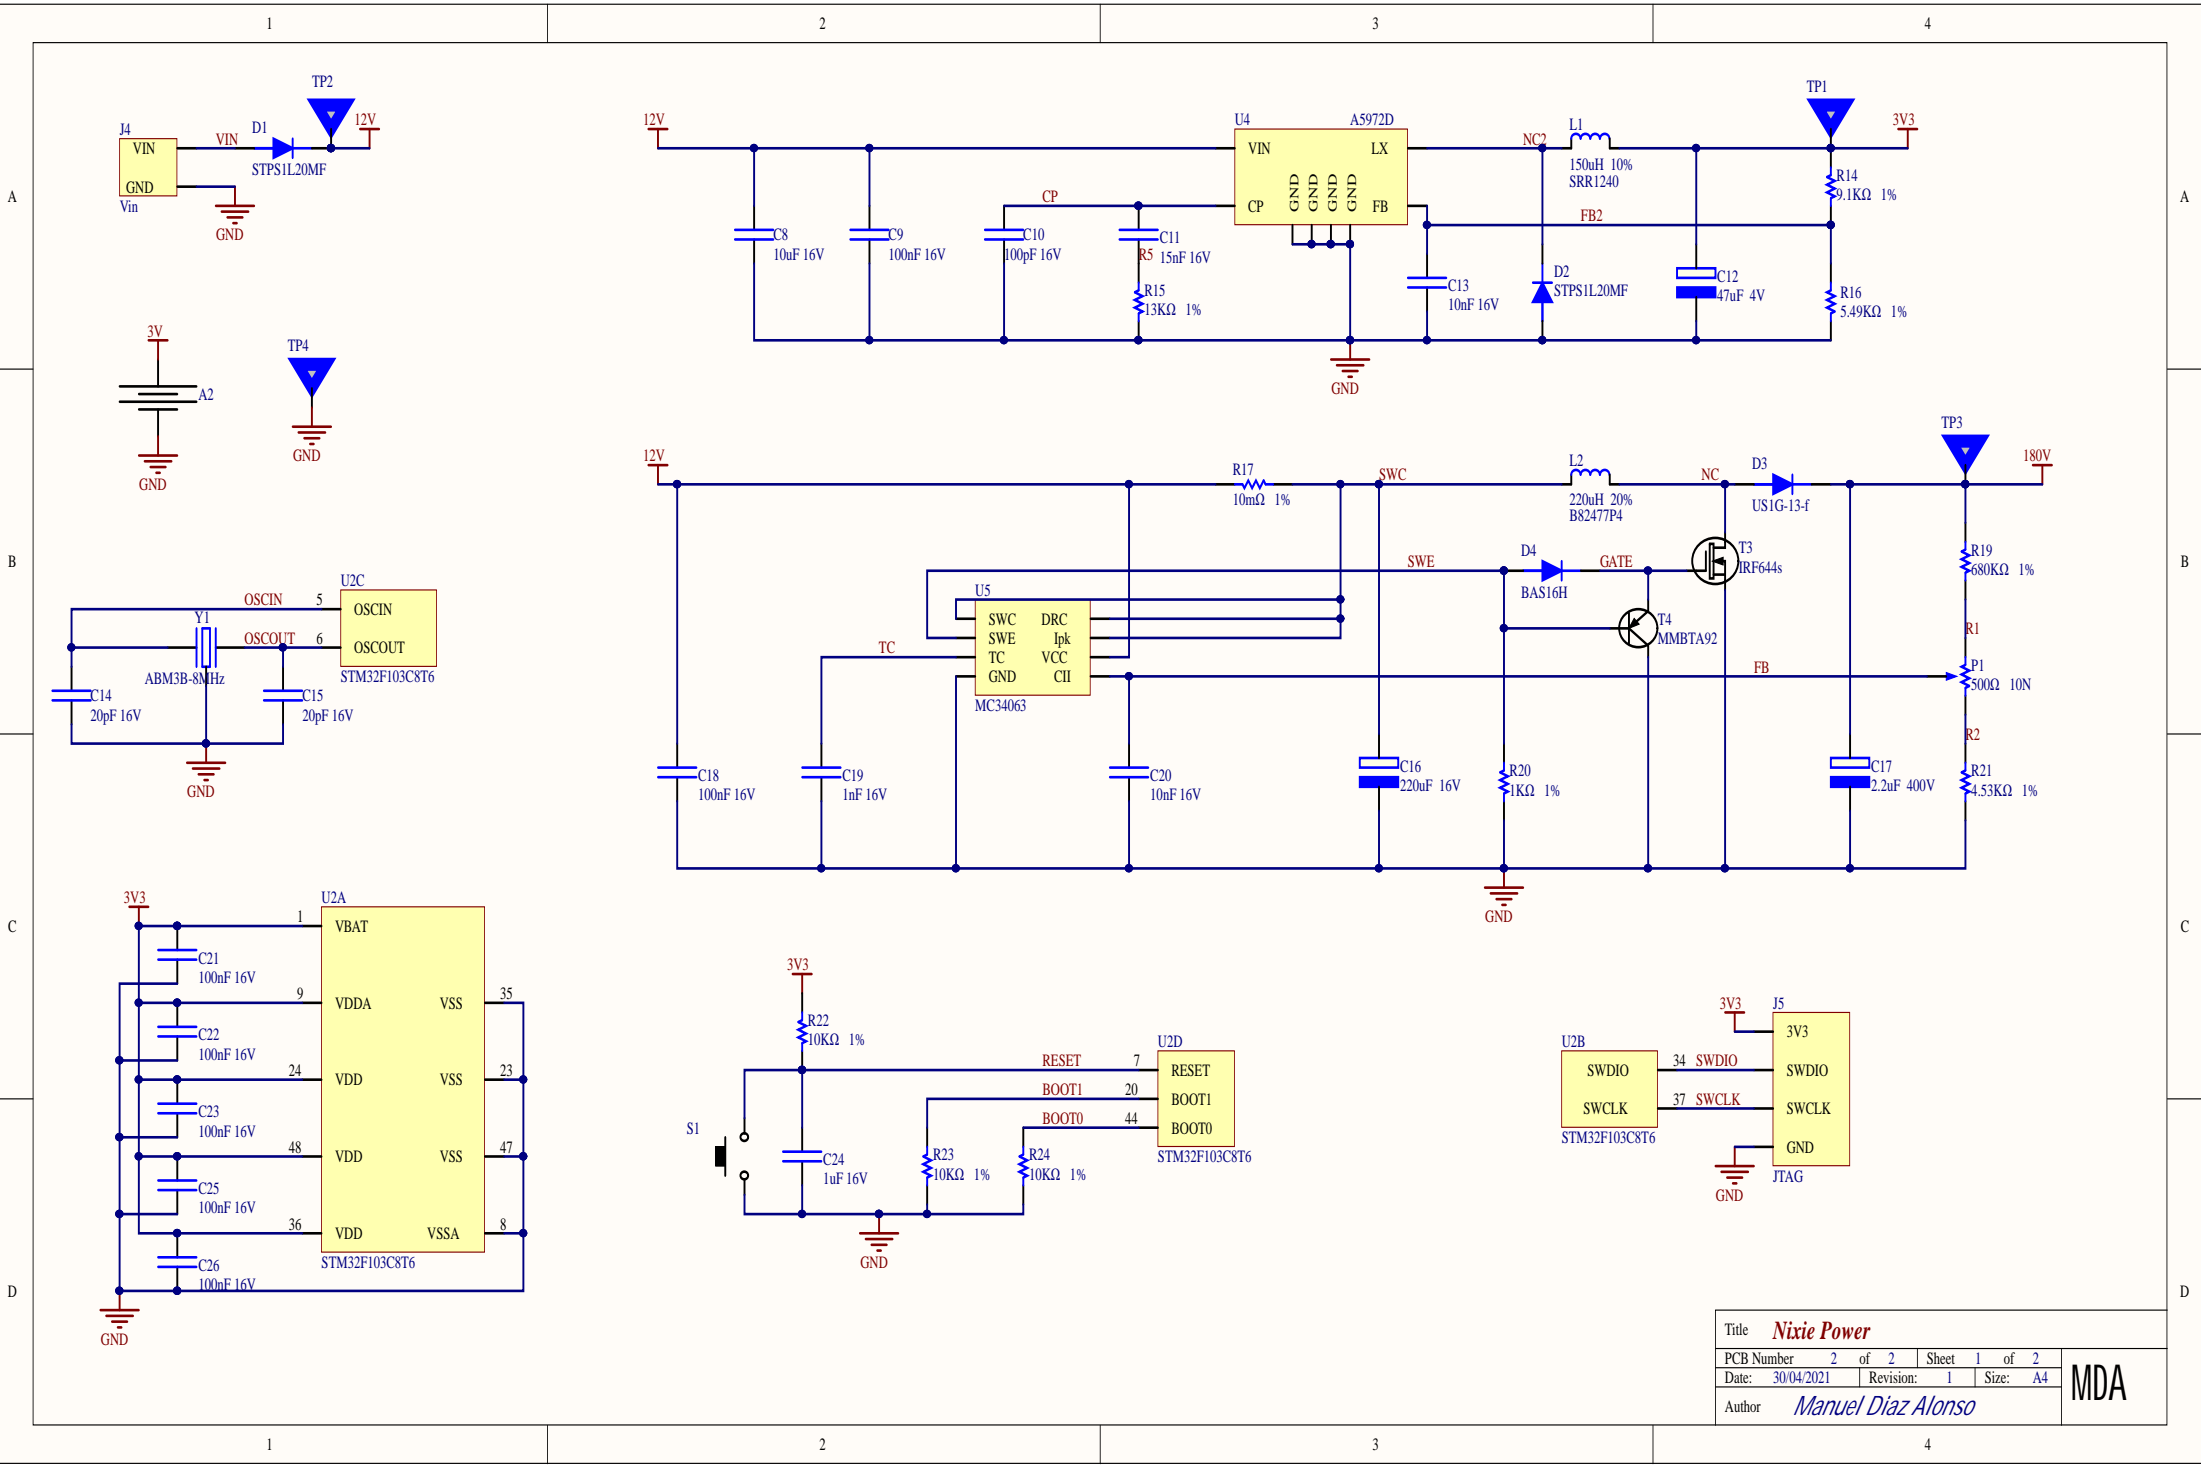 1 2 3 4
A A
B B
C C
D D
1 2 3 4
TP2
J4
VIN
GND
Vin
VIN
D1
STPS1L20MF
12V
GND
3V
A2
GND
TP4
GND
12V
C8
10uF 16V
C9
100nF 16V
CP
C10
100pF 16V
C11
15nF 16V
R5
R15
13KΩ 1%
U4
A5972D
VIN LX
GND GND GND GND
CP FB
NC2
L1
150uH 10%
SRR1240
FB2
C13
10nF 16V
D2
STPS1L20MF
C12
47uF 4V
TP1
3V3
R14
9.1KΩ 1%
R16
5.49KΩ 1%
GND
12V
R17
10mΩ 1%
SWC
L2
220uH 20%
B82477P4
NC
D3
US1G-13-f
TP3
180V
SWE
D4
BAS16H
GATE
T3
IRF644s
T4
MMBTA92
U5
SWC DRC
SWE Ipk
TC VCC
GND CII
MC34063
TC
FB
R19
680KΩ 1%
R1
P1
500Ω 10N
R2
R21
4.53KΩ 1%
C18
100nF 16V
C19
1nF 16V
C20
10nF 16V
C16
220uF 16V
R20
1KΩ 1%
C17
2.2uF 400V
GND
U2C
OSCIN 5 OSCIN
Y1
OSCOUT 6 OSCOUT
ABM3B-8MHz
STM32F103C8T6
C14
20pF 16V
C15
20pF 16V
GND
3V3
U2A
1 VBAT
C21
100nF 16V
9 VDDA VSS 35
C22
100nF 16V
24 VDD VSS 23
C23
100nF 16V
48 VDD VSS 47
C25
100nF 16V
36 VDD VSSA 8
STM32F103C8T6
C26
100nF 16V
GND
3V3
R22
10KΩ 1%
U2D
RESET 7 RESET
BOOT1 20 BOOT1
BOOT0 44 BOOT0
STM32F103C8T6
S1
C24
1uF 16V
R23
10KΩ 1%
R24
10KΩ 1%
GND
U2B
SWDIO 34 SWDIO
SWCLK 37 SWCLK
STM32F103C8T6
3V3
J5
3V3
SWDIO
SWCLK
GND
JTAG
GND
Title Nixie Power
PCB Number 2 of 2 Sheet 1 of 2
Date: 30/04/2021 Revision: 1 Size: A4
Author Manuel Diaz Alonso
MDA